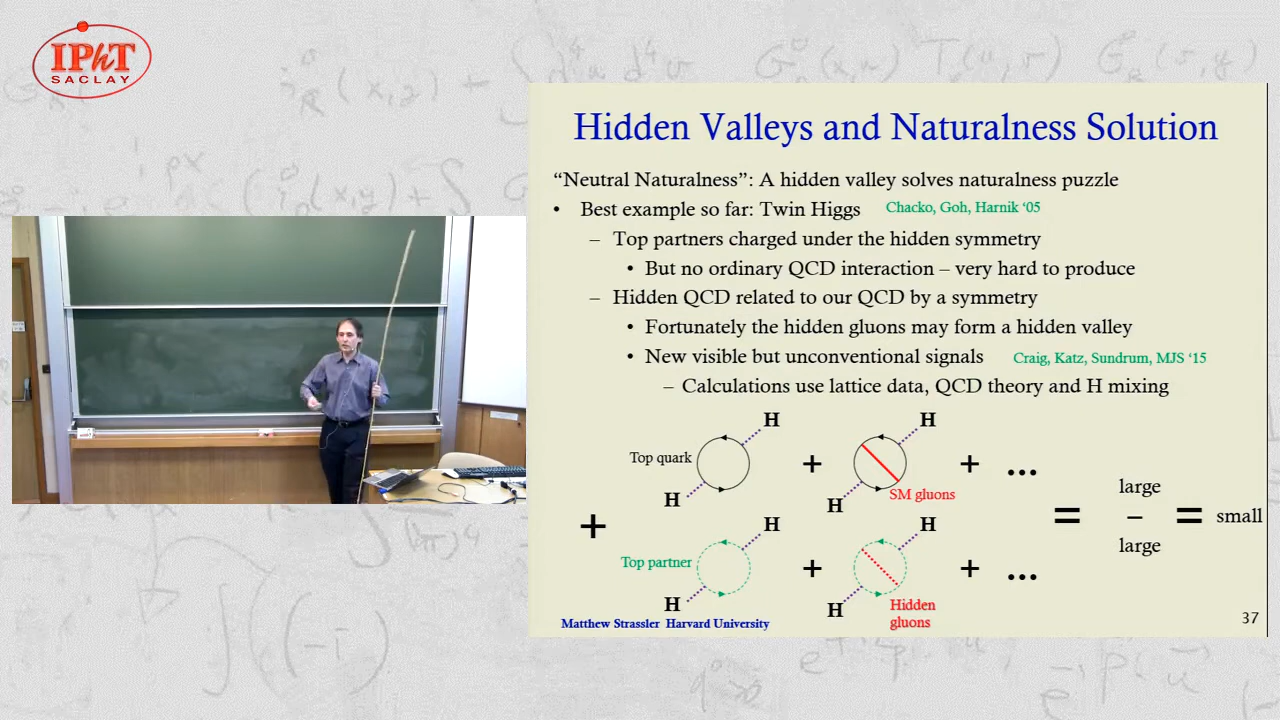 IPhT
SACLAY
Hidden Valleys and Naturalness Solution
“Neutral Naturalness”: A hidden valley solves naturalness puzzle
• Best example so far: Twin Higgs Chacko, Goh, Harnik ‘05
– Top partners charged under the hidden symmetry
• But no ordinary QCD interaction – very hard to produce
– Hidden QCD related to our QCD by a symmetry
• Fortunately the hidden gluons may form a hidden valley
• New visible but unconventional signals Craig, Katz, Sundrum, MJS ‘15
– Calculations use lattice data, QCD theory and H mixing
H H
Top quark + + ...
H H SM gluons
large
+ = – = small
large
H H
Top partner + + ...
H H Hidden
gluons
Matthew Strassler Harvard University 37